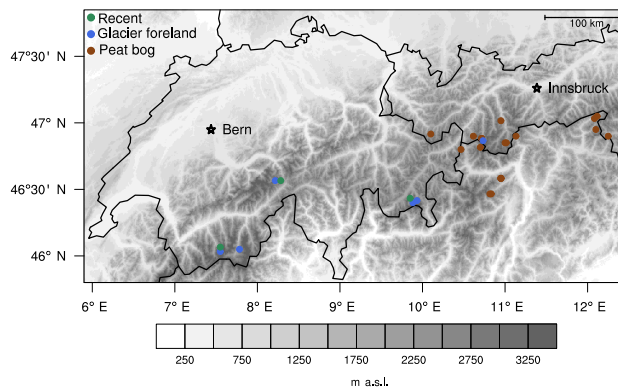 Recent
Glacier foreland
Peat bog
100 km
47°30' N
Innsbruck
47° N
Bern
46°30' N
46° N
6° E 7° E 8° E 9° E 10° E 11° E 12° E
250 750 1250 1750 2250 2750 3250
m a.s.l.